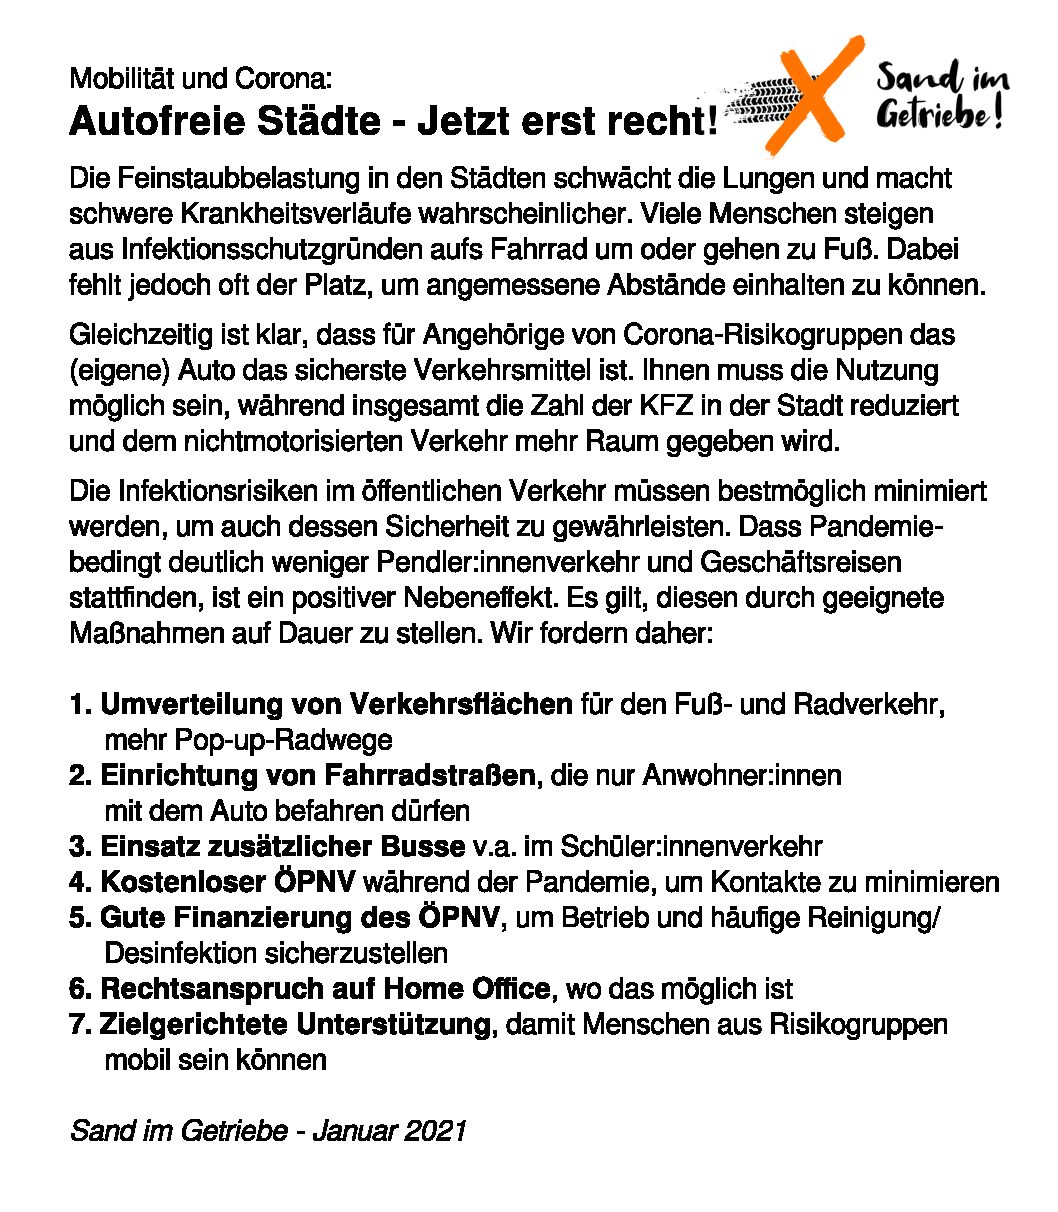 Mobilität und Corona:
Autofreie Städte - Jetzt erst recht!
Sand im
Getriebe!
Die Feinstaubbelastung in den Städten schwächt die Lungen und macht
schwere Krankheitsverläufe wahrscheinlicher. Viele Menschen steigen
aus Infektionsschutzgründen aufs Fahrrad um oder gehen zu Fuß. Dabei
fehlt jedoch oft der Platz, um angemessene Abstände einhalten zu können.
Gleichzeitig ist klar, dass für Angehörige von Corona-Risikogruppen das
(eigene) Auto das sicherste Verkehrsmittel ist. Ihnen muss die Nutzung
möglich sein, während insgesamt die Zahl der KFZ in der Stadt reduziert
und dem nichtmotorisierten Verkehr mehr Raum gegeben wird.
Die Infektionsrisiken im öffentlichen Verkehr müssen bestmöglich minimiert
werden, um auch dessen Sicherheit zu gewährleisten. Dass Pandemie-
bedingt deutlich weniger Pendler:innenverkehr und Geschäftsreisen
stattfinden, ist ein positiver Nebeneffekt. Es gilt, diesen durch geeignete
Maßnahmen auf Dauer zu stellen. Wir fordern daher:
1. Umverteilung von Verkehrsflächen für den Fuß- und Radverkehr,
mehr Pop-up-Radwege
2. Einrichtung von Fahrradstraßen, die nur Anwohner:innen
mit dem Auto befahren dürfen
3. Einsatz zusätzlicher Busse v.a. im Schüler:innenverkehr
4. Kostenloser ÖPNV während der Pandemie, um Kontakte zu minimieren
5. Gute Finanzierung des ÖPNV, um Betrieb und häufige Reinigung/
Desinfektion sicherzustellen
6. Rechtsanspruch auf Home Office, wo das möglich ist
7. Zielgerichtete Unterstützung, damit Menschen aus Risikogruppen
mobil sein können
Sand im Getriebe - Januar 2021